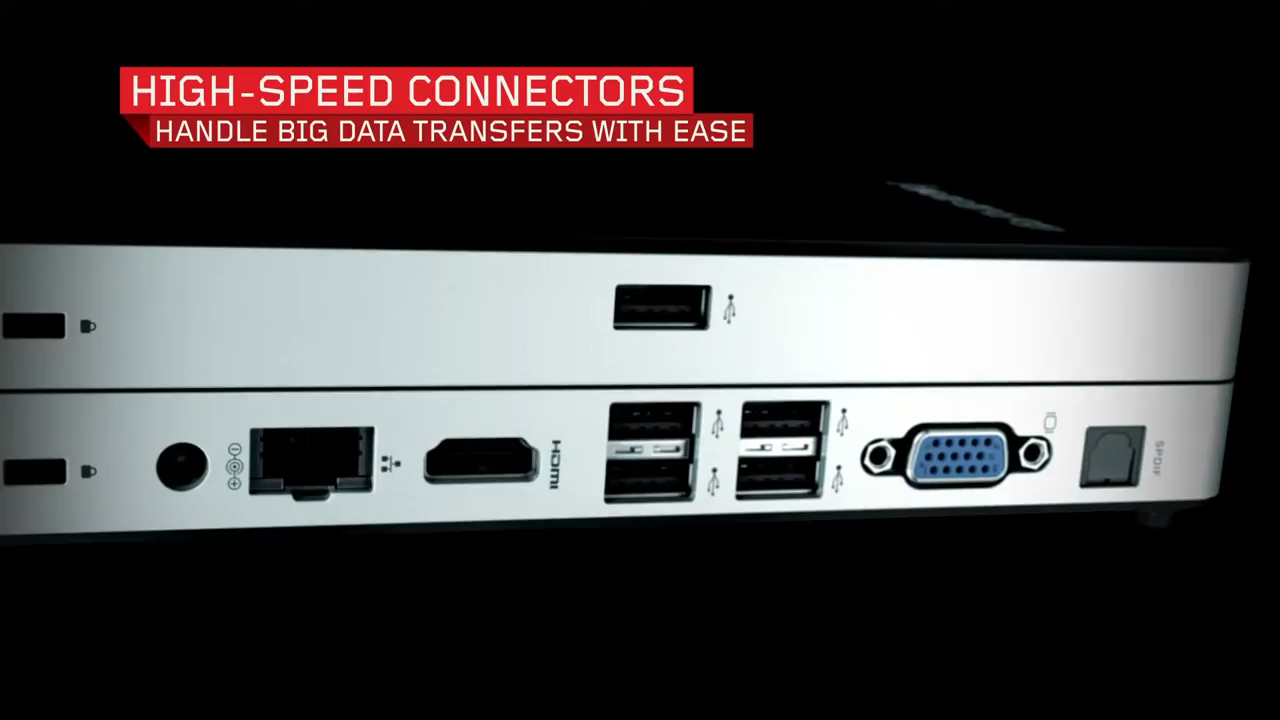 HIGH-SPEED CONNECTORS
HANDLE BIG DATA TRANSFERS WITH EASE
HDMI
SPDIF